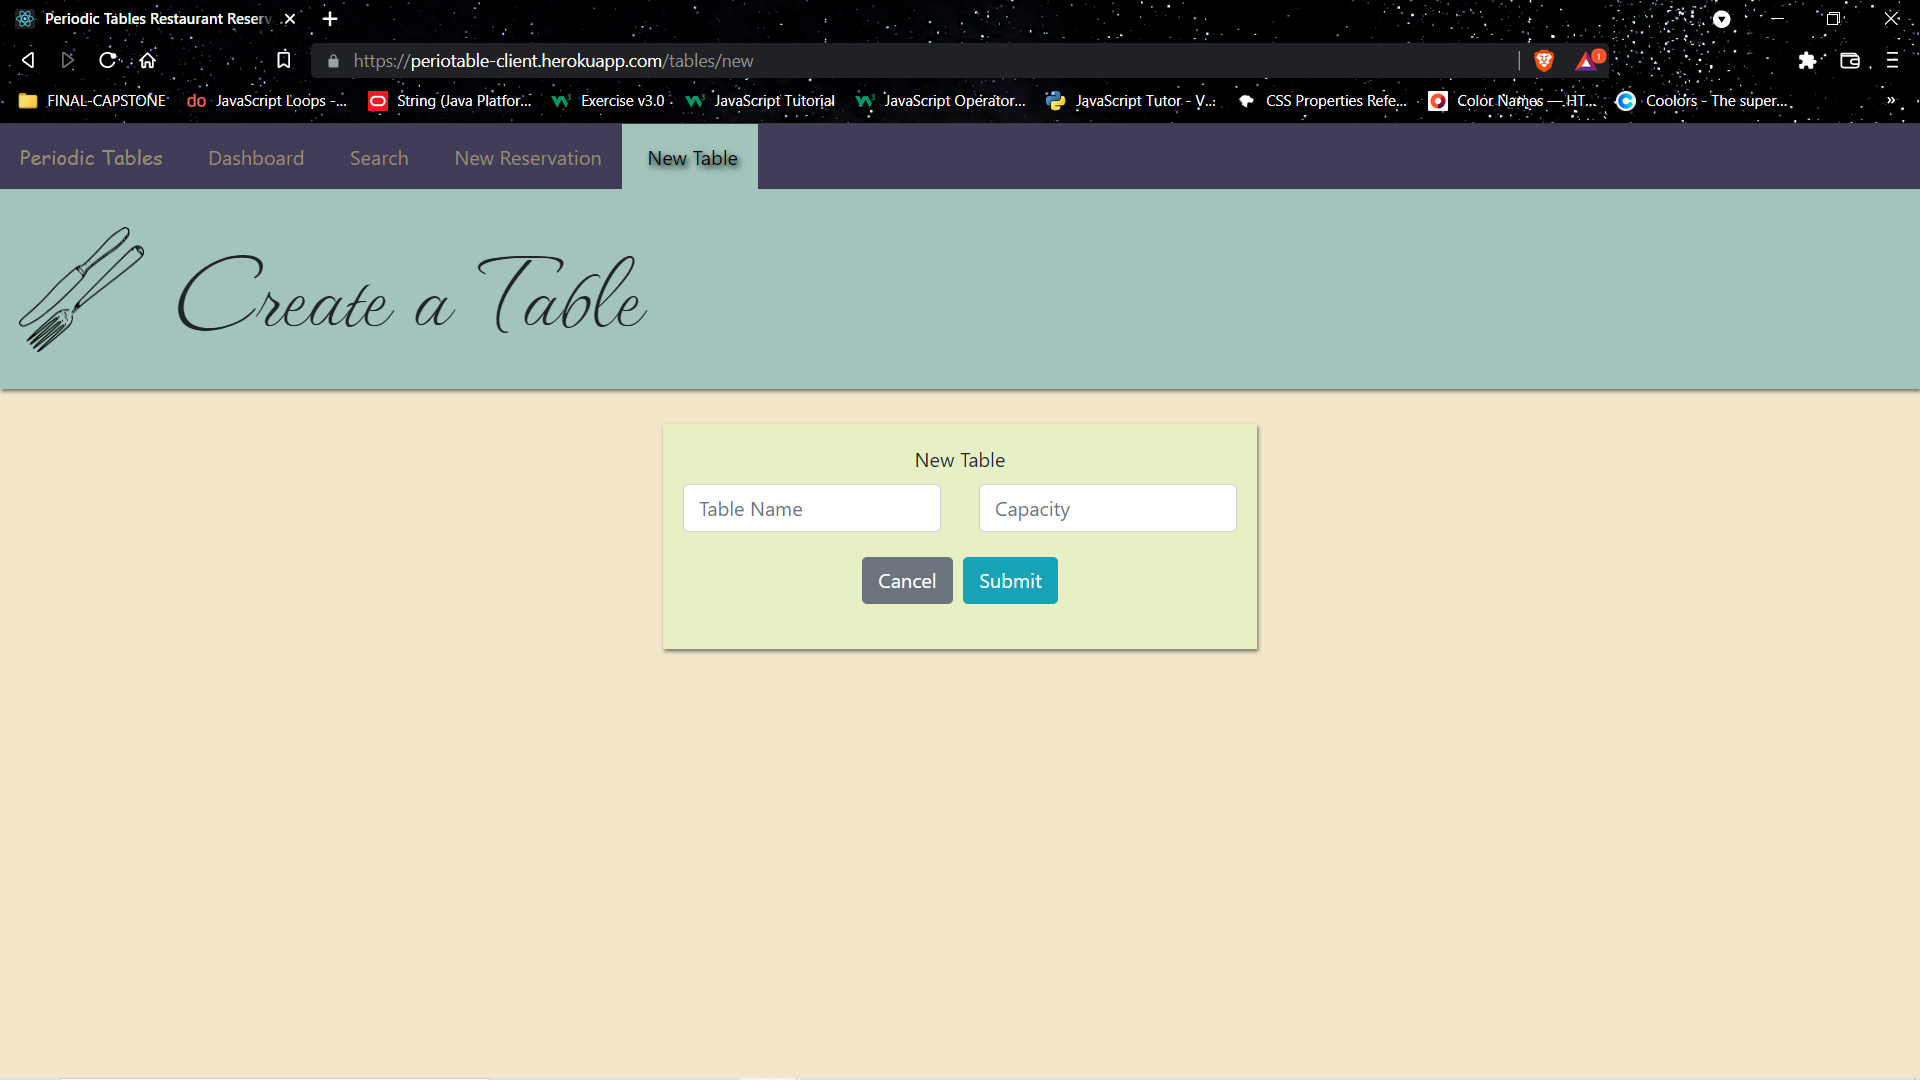 Periodic Tables Restaurant Reserv
https://periotable-client.herokuapp.com/tables/new
1
FINAL-CAPSTONE do JavaScript Loops -... String (Java Platfor... Exercise v3.0 JavaScript Tutorial JavaScript Operator... JavaScript Tutor - V... CSS Properties Refe... Color Names — HT... Coolors - The super... »
Periodic Tables Dashboard Search New Reservation New Table
Create a Table
New Table
Table Name Capacity
Cancel Submit